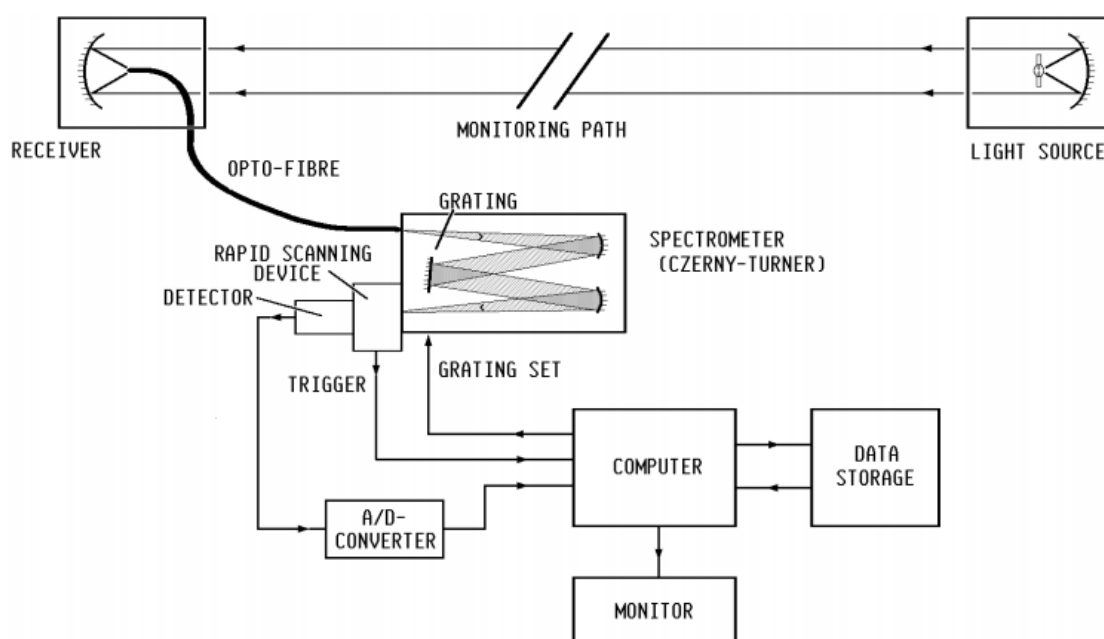 MONITORING PATH
RECEIVER
LIGHT SOURCE
OPTO-FIBRE
GRATING
SPECTROMETER
(CZERNY-TURNER)
RAPID SCANNING
DEVICE
DETECTOR
TRIGGER
GRATING SET
COMPUTER
DATA
STORAGE
A/D-
CONVERTER
MONITOR